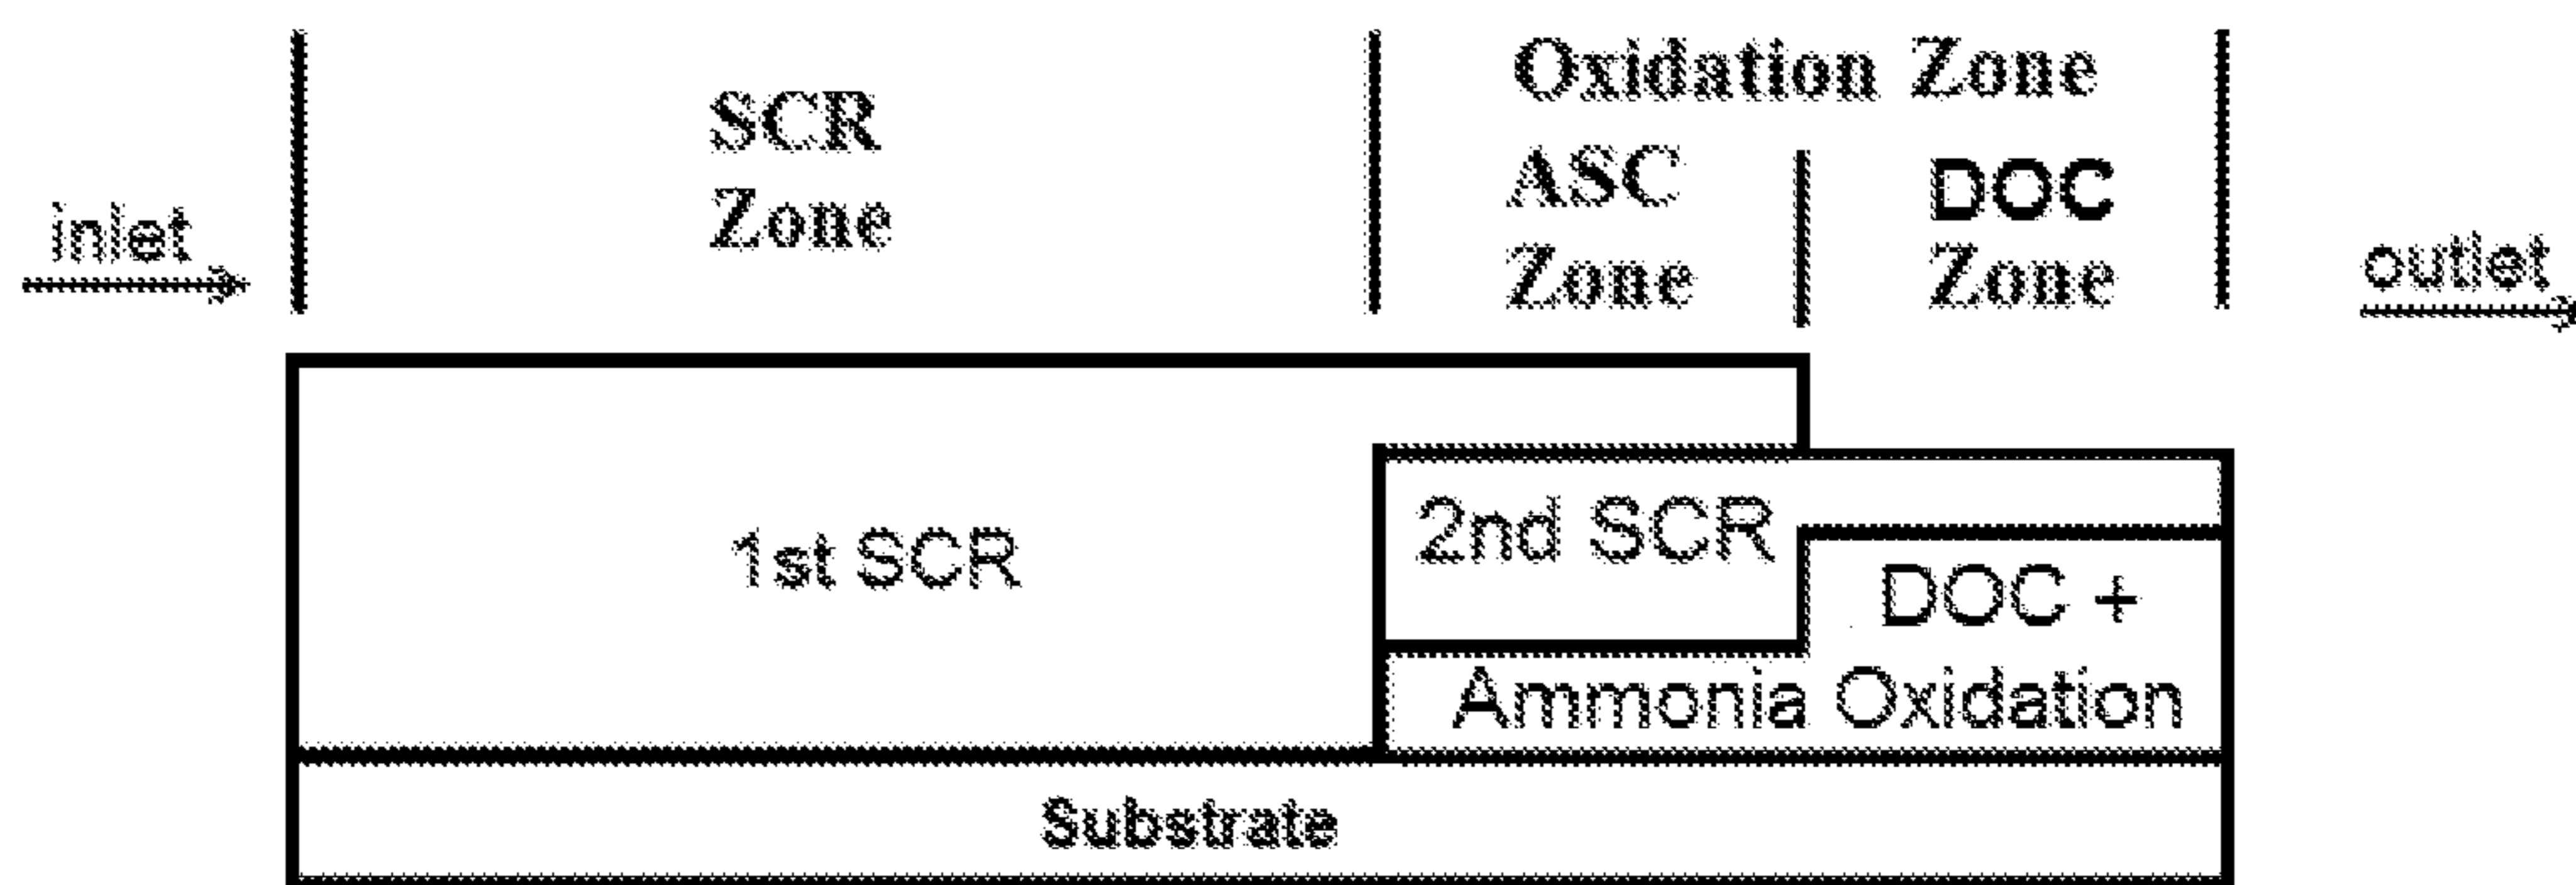 inlet
SCR
Zone
Oxidation Zone
ASC
Zone
DOC
Zone
outlet
1st SCR
2nd SCR
DOC +
Ammonia Oxidation
Substrate